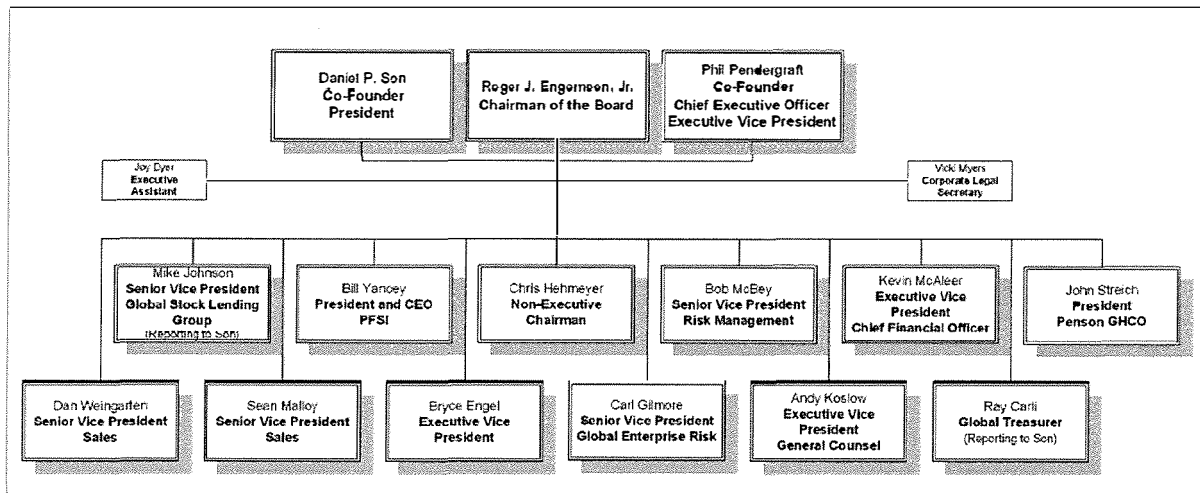 Daniel P. Son
Co-Founder
President
Roger J. Engemoen, Jr.
Chairman of the Board
Phil Pendergraft
Co-Founder
Chief Executive Officer
Executive Vice President
Joy Dyer
Executive
Assistant
Vicki Myers
Corporate Legal
Secretary
Mike Johnson
Senior Vice President
Global Stock Lending
Group
(Reporting to Son)
Bill Yancey
President and CEO
PFSI
Chris Hehmeyer
Non-Executive
Chairman
Bob McBey
Senior Vice President
Risk Management
Kevin McAleer
Executive Vice
President
Chief Financial Officer
John Streich
President
Penson GHCO
Dan Weingarten
Senior Vice President
Sales
Sean Malloy
Senior Vice President
Sales
Bryce Engel
Executive Vice
President
Carl Gilmore
Senior Vice President
Global Enterprise Risk
Andy Koslow
Executive Vice
President
General Counsel
Ray Carli
Global Treasurer
(Reporting to Son)